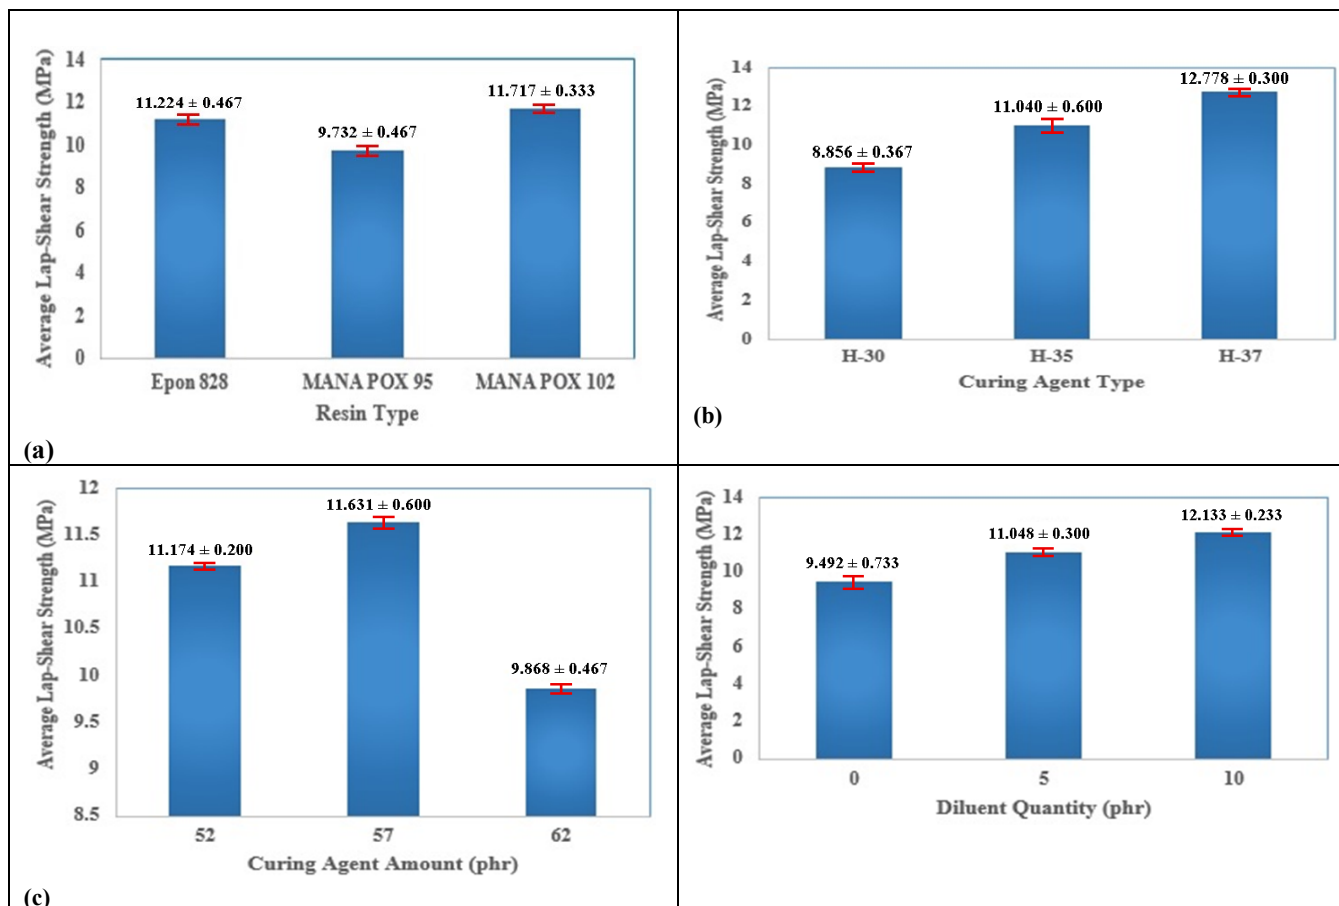 Average Lap-Shear Strength (MPa)
14
12
10
8
6
4
2
0
11.224 ± 0.467
9.732 ± 0.467
11.717 ± 0.333
Epon 828
MANA POX 95
MANA POX 102
Resin Type
(a)
Average Lap-Shear Strength (MPa)
14
12
10
8
6
4
2
0
8.856 ± 0.367
11.040 ± 0.600
12.778 ± 0.300
H-30
H-35
H-37
Curing Agent Type
(b)
Average Lap-Shear Strength (MPa)
12
11.5
11
10.5
10
9.5
9
8.5
11.174 ± 0.200
11.631 ± 0.600
9.868 ± 0.467
52
57
62
Curing Agent Amount (phr)
(c)
Average Lap-Shear Strength (MPa)
14
12
10
8
6
4
2
0
9.492 ± 0.733
11.048 ± 0.300
12.133 ± 0.233
0
5
10
Diluent Quantity (phr)